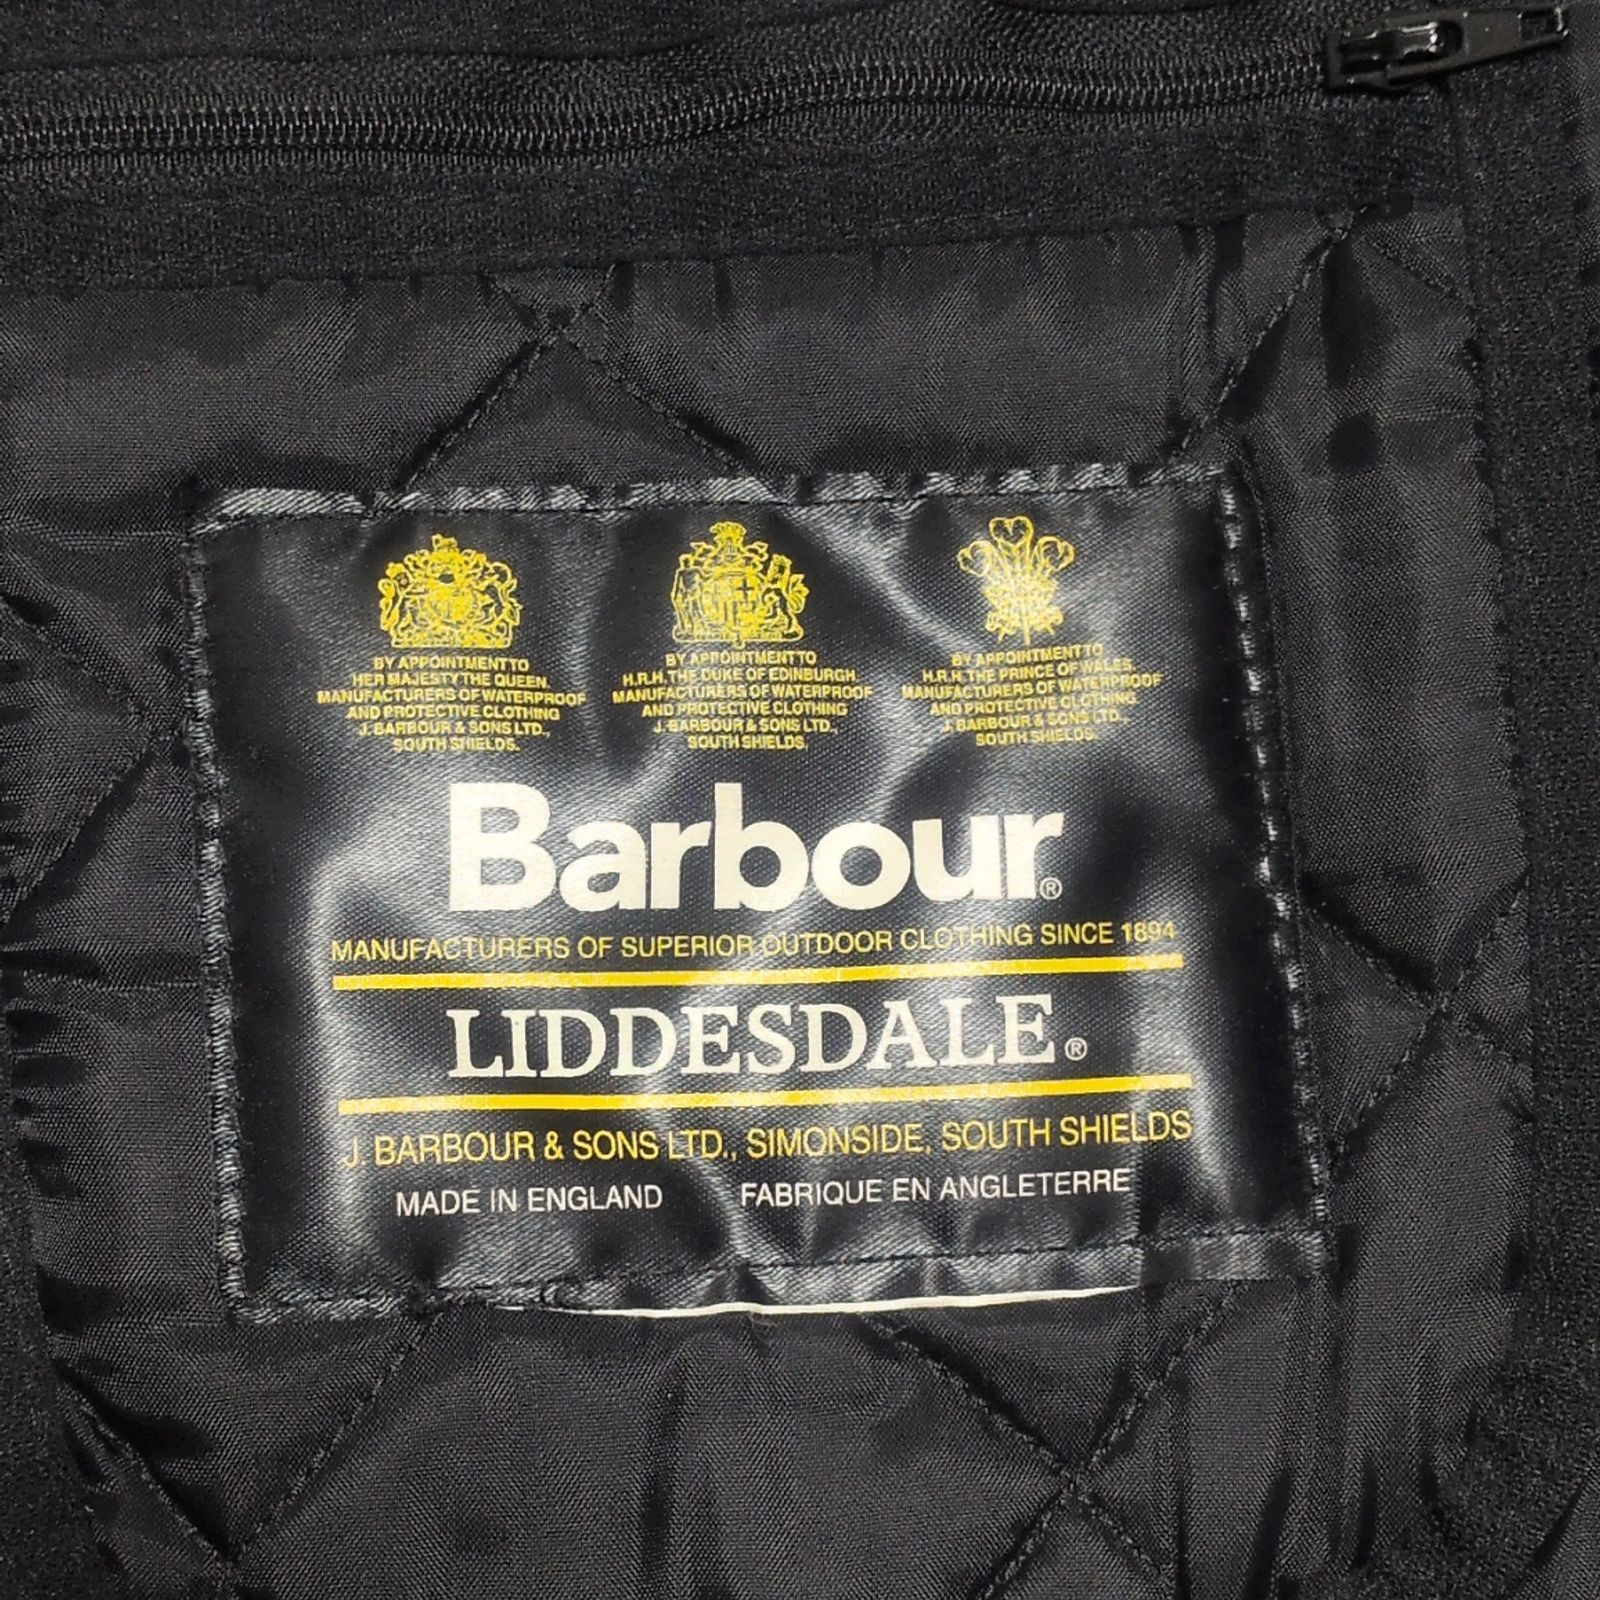 BY APPOINTMENT TO
HER MAJESTY THE QUEEN.
MANUFACTURERS OF WATERPROOF
AND PROTECTIVE CLOTHING
J. BARBOUR & SONS LTD.,
SOUTH SHIELDS.
BY APPOINTMENT TO
H.R.H. THE DUKE OF EDINBURGH.
MANUFACTURERS OF WATERPROOF
AND PROTECTIVE CLOTHING
J. BARBOUR & SONS LTD.,
SOUTH SHIELDS.
BY APPOINTMENT TO
H.R.H. THE PRINCE OF WALES.
MANUFACTURERS OF WATERPROOF
AND PROTECTIVE CLOTHING
J. BARBOUR & SONS LTD.,
SOUTH SHIELDS.
Barbour®
MANUFACTURERS OF SUPERIOR OUTDOOR CLOTHING SINCE 1894
LIDDESDALE®
J. BARBOUR & SONS LTD., SIMONSIDE, SOUTH SHIELDS
MADE IN ENGLAND FABRIQUE EN ANGLETERRE